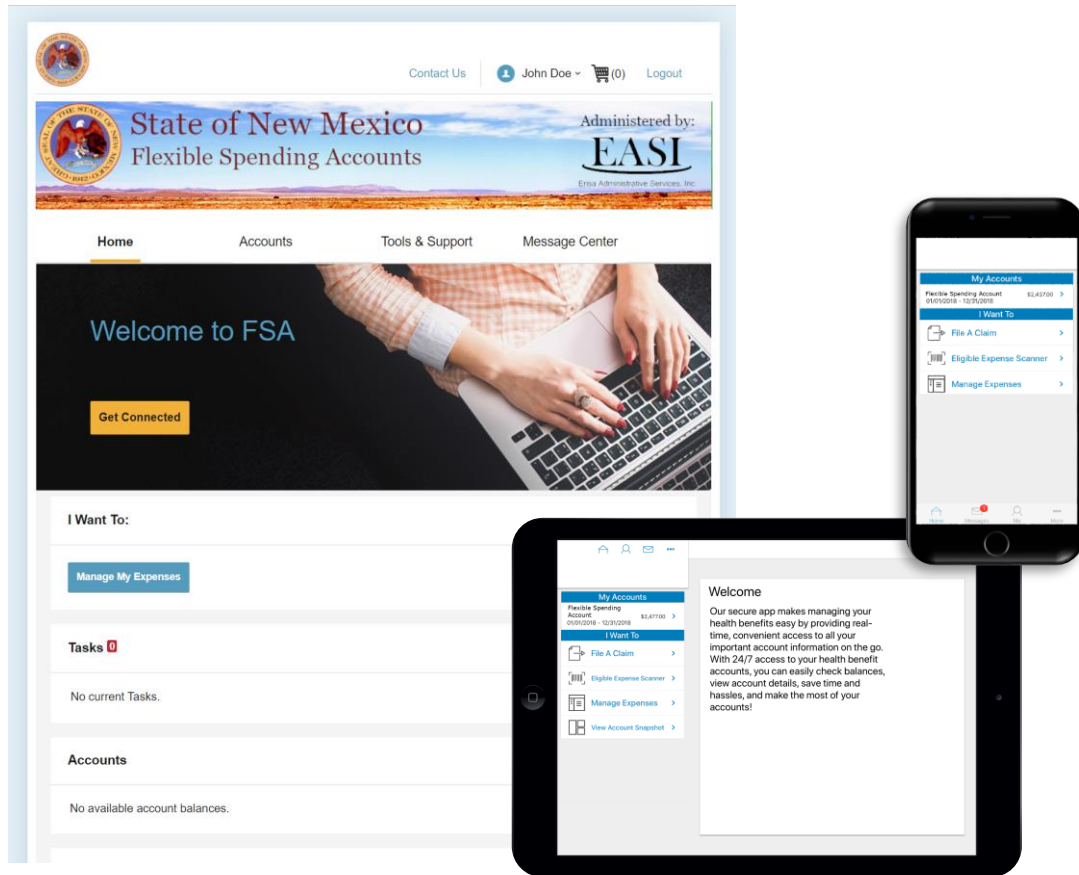 Contact Us
John Doe
(0)
Logout
State of New Mexico
Flexible Spending Accounts
Administered by:
EASI
Erisa Administrative Services, Inc.
Home
Accounts
Tools & Support
Message Center
Welcome to FSA
Get Connected
I Want To:
Manage My Expenses
Tasks 0
No current Tasks.
Accounts
No available account balances.
My Accounts
Flexible Spending
Account
01/01/2018 - 12/31/2018
$2,477.00
I Want To
File A Claim
Eligible Expense Scanner
Manage Expenses
View Account Snapshot
Welcome
Our secure app makes managing your
health benefits easy by providing real-
time, convenient access to all your
important account information on the go.
With 24/7 access to your health benefit
accounts, you can easily check balances,
view account details, save time and
hassles, and make the most of your
accounts!
My Accounts
Flexible Spending Account
01/01/2018 - 12/31/2018
$2,437.00
I Want To
File A Claim
Eligible Expense Scanner
Manage Expenses
1
Home
Messages
Me
More